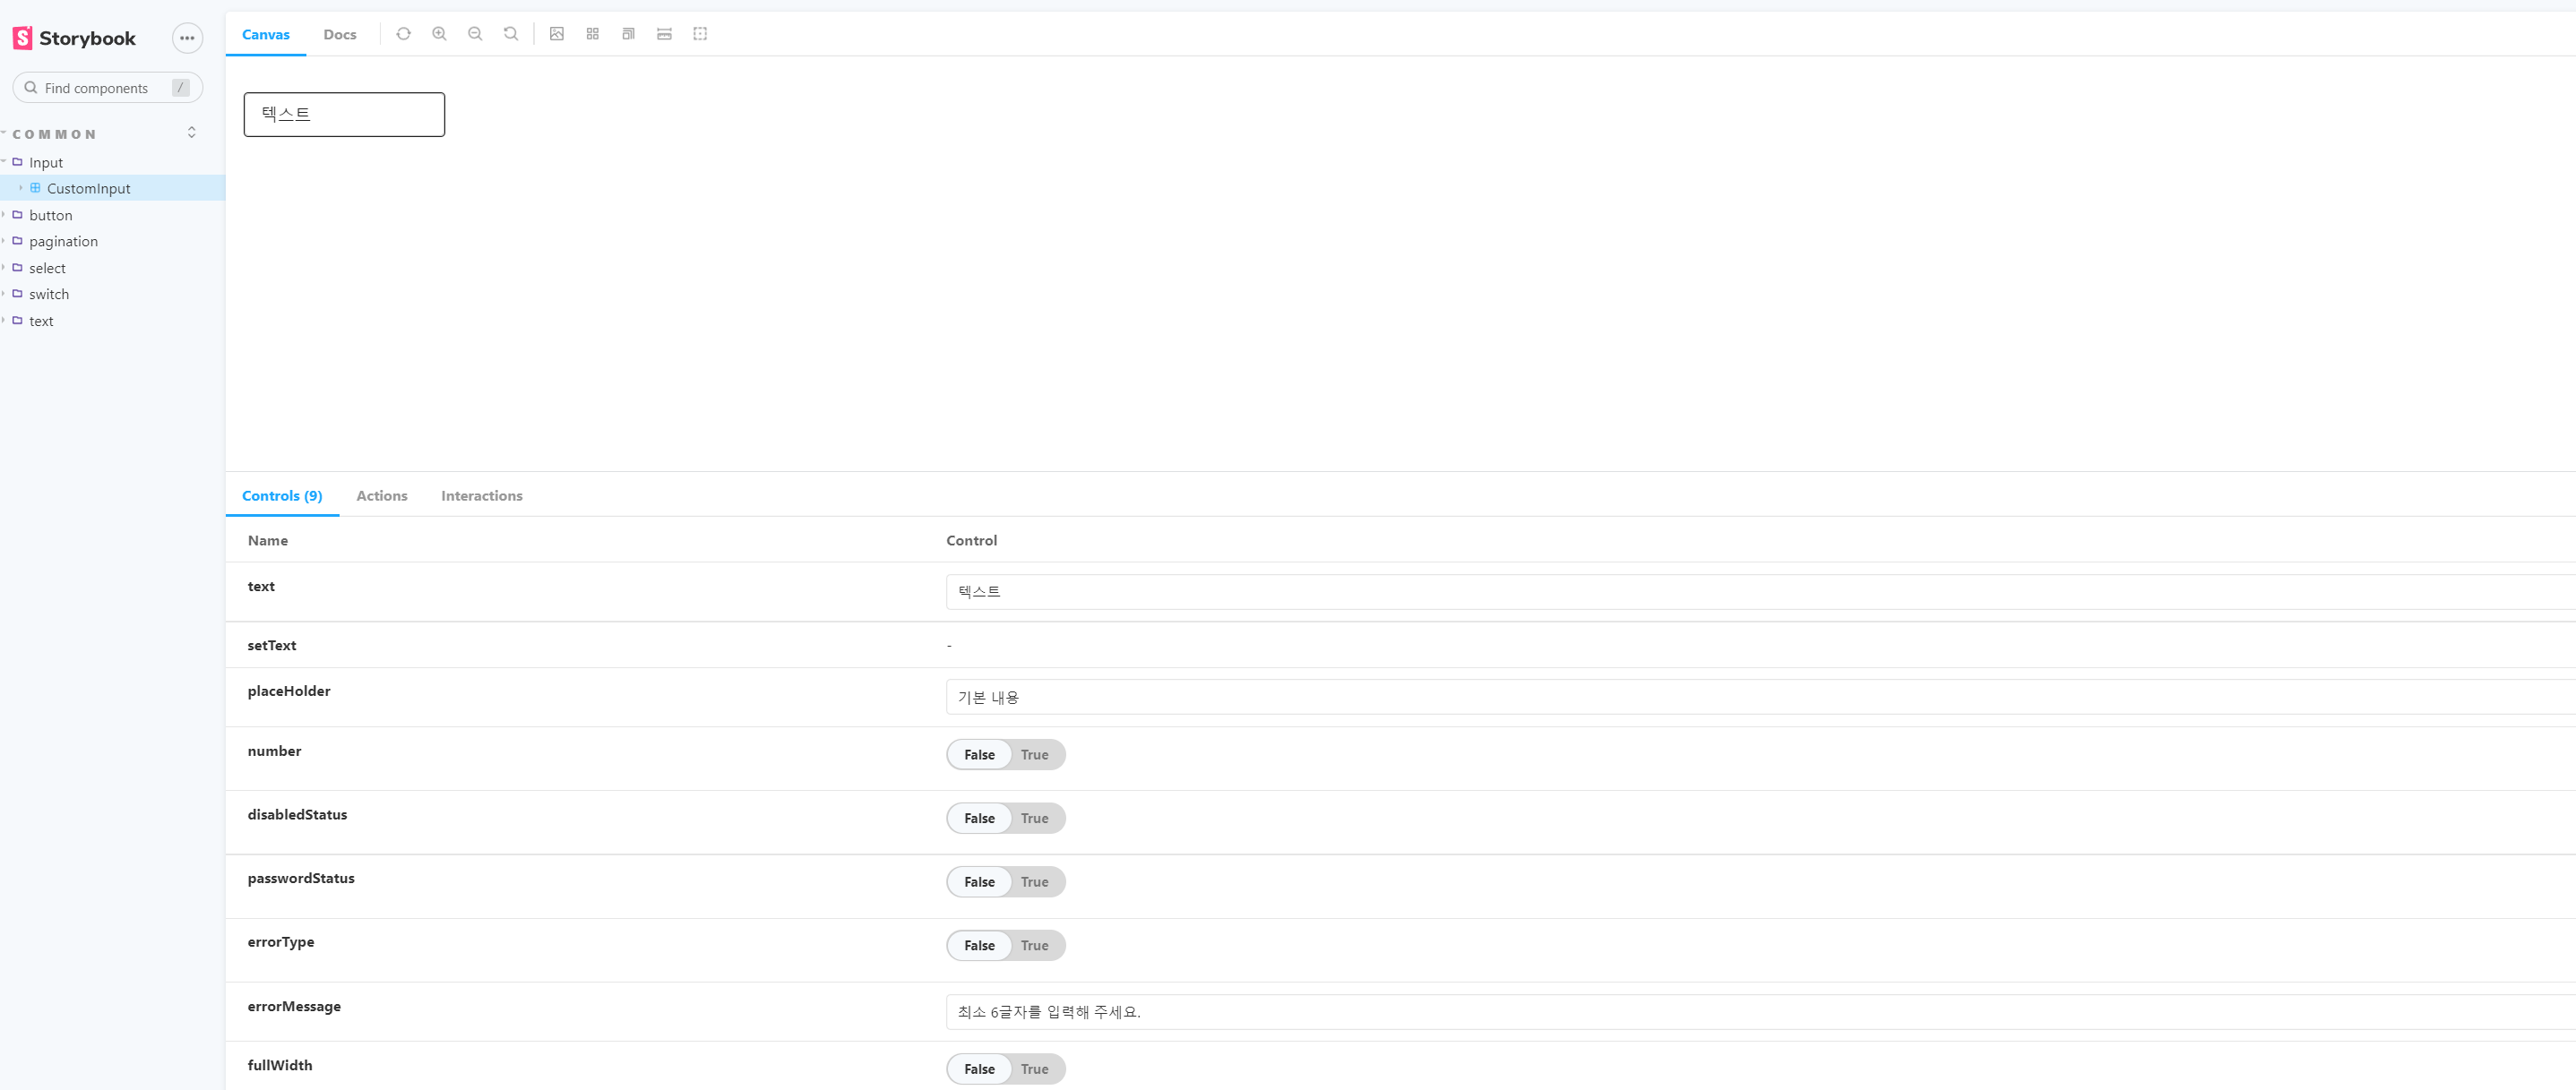 Storybook
Find components /
COMMON
Input
CustomInput
button
pagination
select
switch
text
Canvas Docs
텍스트
Controls (9) Actions Interactions
Name Control
text 텍스트
setText -
placeHolder 기본 내용
number False True
disabledStatus False True
passwordStatus False True
errorType False True
errorMessage 최소 6글자를 입력해 주세요.
fullWidth False True